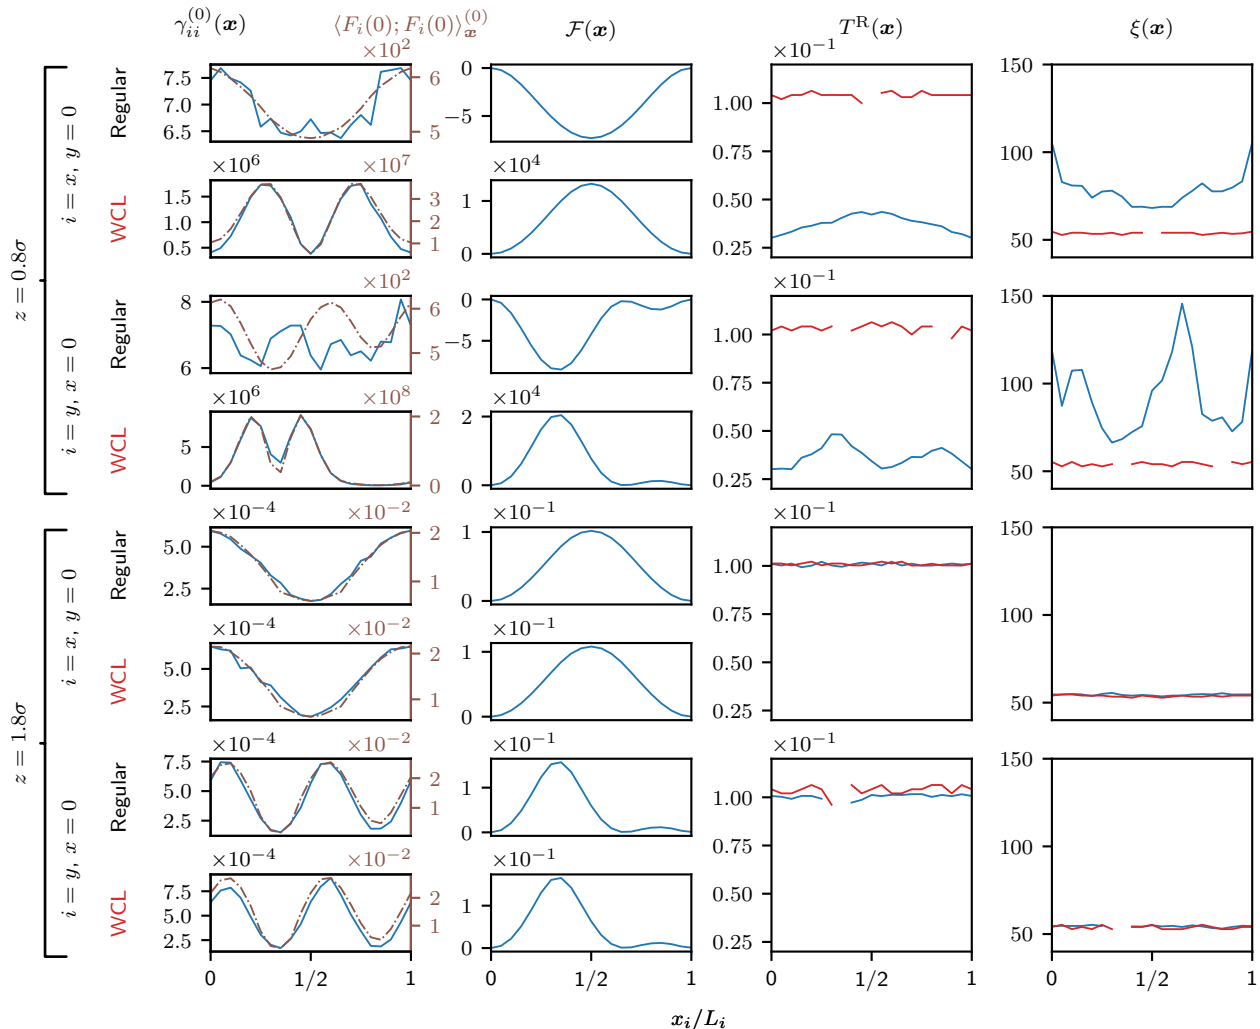 γ_{ii}^{(0)}(x) ⟨F_i(0); F_i(0)⟩_x^{(0)} ℱ(x) T^R(x) ξ(x)
×10^2 ×10^{-1}
7.5 7.0 6.5 6 5 0 −5
×10^6 ×10^7 ×10^4
1.5 1.0 0.5 3 2 1 1 0
1.00 0.75 0.50 0.25
150 100 50
Regular
WCL
i = x, y = 0
×10^2 ×10^{-1}
8 6 6 5 0 −5
×10^6 ×10^8 ×10^4
5 0 2 0 2 0
1.00 0.75 0.50 0.25
150 100 50
Regular
WCL
i = y, x = 0
z = 0.8σ
×10^{-4} ×10^{-2} ×10^{-1} ×10^{-1}
5.0 2.5 2 1 1 0
×10^{-4} ×10^{-2} ×10^{-1}
5.0 2.5 2 1 1 0
1.00 0.75 0.50 0.25
150 100 50
Regular
WCL
i = x, y = 0
×10^{-4} ×10^{-2} ×10^{-1} ×10^{-1}
7.5 5.0 2.5 2 1 1 0
×10^{-4} ×10^{-2} ×10^{-1}
7.5 5.0 2.5 2 1 1 0
1.00 0.75 0.50 0.25
150 100 50
Regular
WCL
i = y, x = 0
z = 1.8σ
0 1/2 1 0 1/2 1 0 1/2 1 0 1/2 1
x_i/L_i